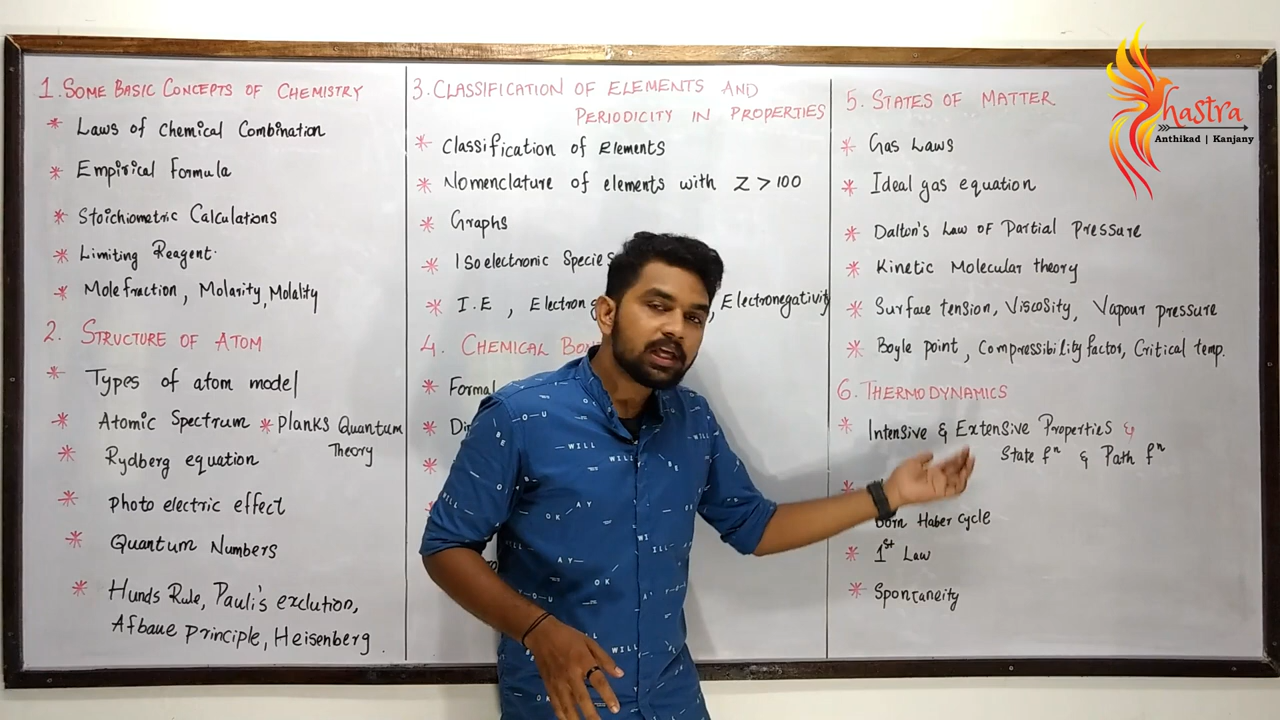 1. SOME BASIC CONCEPTS OF CHEMISTRY
* Laws of chemical Combination
* Empirical formula
* Stoichiometric Calculations
* Limiting Reagent.
* Mole fraction, Molarity, Molality
2. STRUCTURE OF ATOM
* Types of atom model
* Atomic Spectrum * Planks Quantum
Theory
* Rydberg equation
* Photo electric effect
* Quantum Numbers
* Hunds Rule, Pauli's exclution,
Afbaue principle, Heisenberg.
3. CLASSIFICATION OF ELEMENTS AND
PERIODICITY IN PROPERTIES
* Classification of Elements
* Nomenclature of elements with Z > 100
* Graphs
* Isoelectronic Species
* I.E , Electron g , Electronegativity
4. CHEMICAL BON
* Formal
* Dip
*
5. STATES OF MATTER
* Gas Laws
* Ideal gas equation
* Dalton's Law of Partial Pressure
* Kinetic Molecular theory
* Surface tension, Viscosity, Vapour pressure
* Boyle point, Compressibility factor, Critical temp.
6. THERMODYNAMICS
* Intensive & Extensive Properties &
State fⁿ & Path fⁿ
* Born Haber cycle
* 1st Law
* Spontaneity
Shastra
Anthikad | Kanjany
WILL
BE
YOU
OKAY